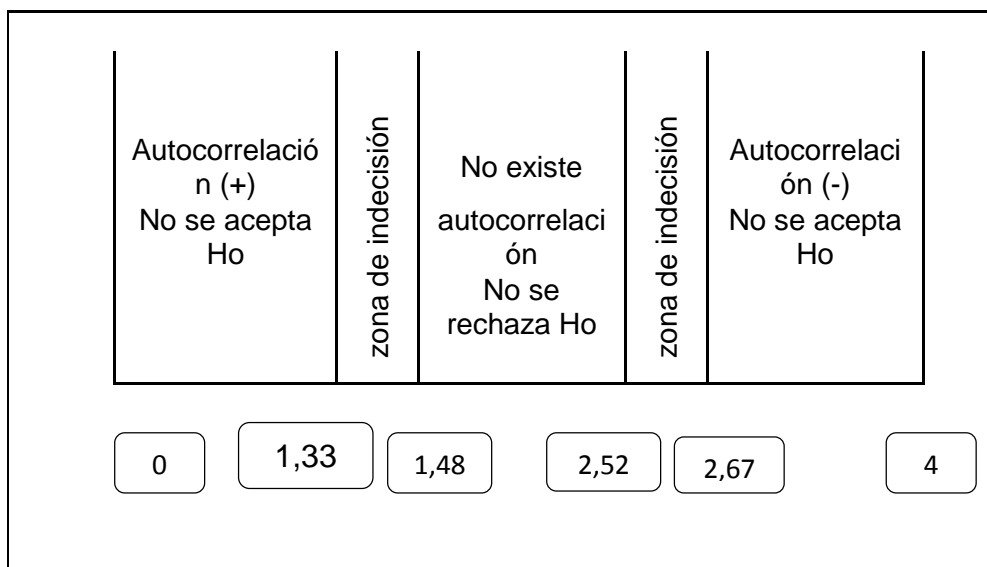 Autocorrelació
n (+)
No se acepta
Ho
zona de indecisión
No existe
autocorrelaci
ón
No se
rechaza Ho
zona de indecisión
Autocorrelaci
ón (-)
No se acepta
Ho
0
1,33
1,48
2,52
2,67
4